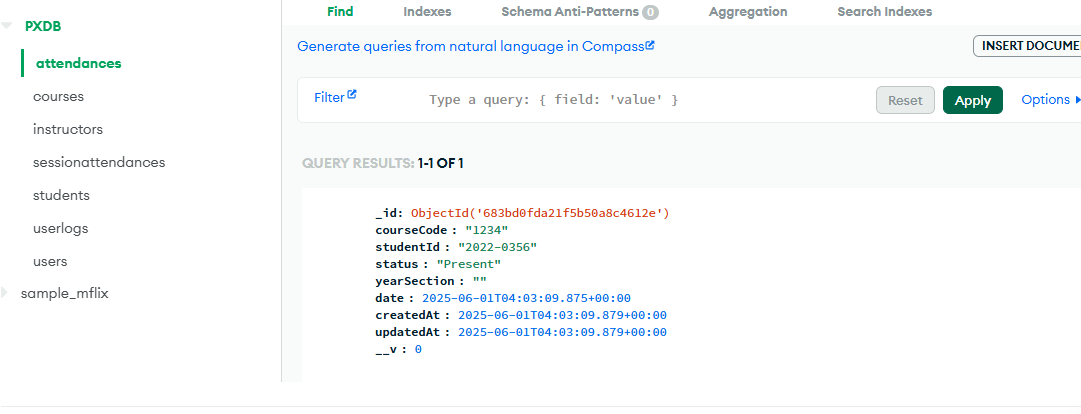 PXDB
attendances
courses
instructors
sessionattendances
students
userlogs
users
sample_mflix
Find Indexes Schema Anti-Patterns 0 Aggregation Search Indexes
Generate queries from natural language in Compass
INSERT DOCUME
Filter Type a query: { field: 'value' } Reset Apply Options
QUERY RESULTS: 1-1 OF 1
_id: ObjectId('683bd0fda21f5b50a8c4612e')
courseCode : "1234"
studentId : "2022-0356"
status : "Present"
yearSection : ""
date : 2025-06-01T04:03:09.875+00:00
createdAt : 2025-06-01T04:03:09.879+00:00
updatedAt : 2025-06-01T04:03:09.879+00:00
__v : 0